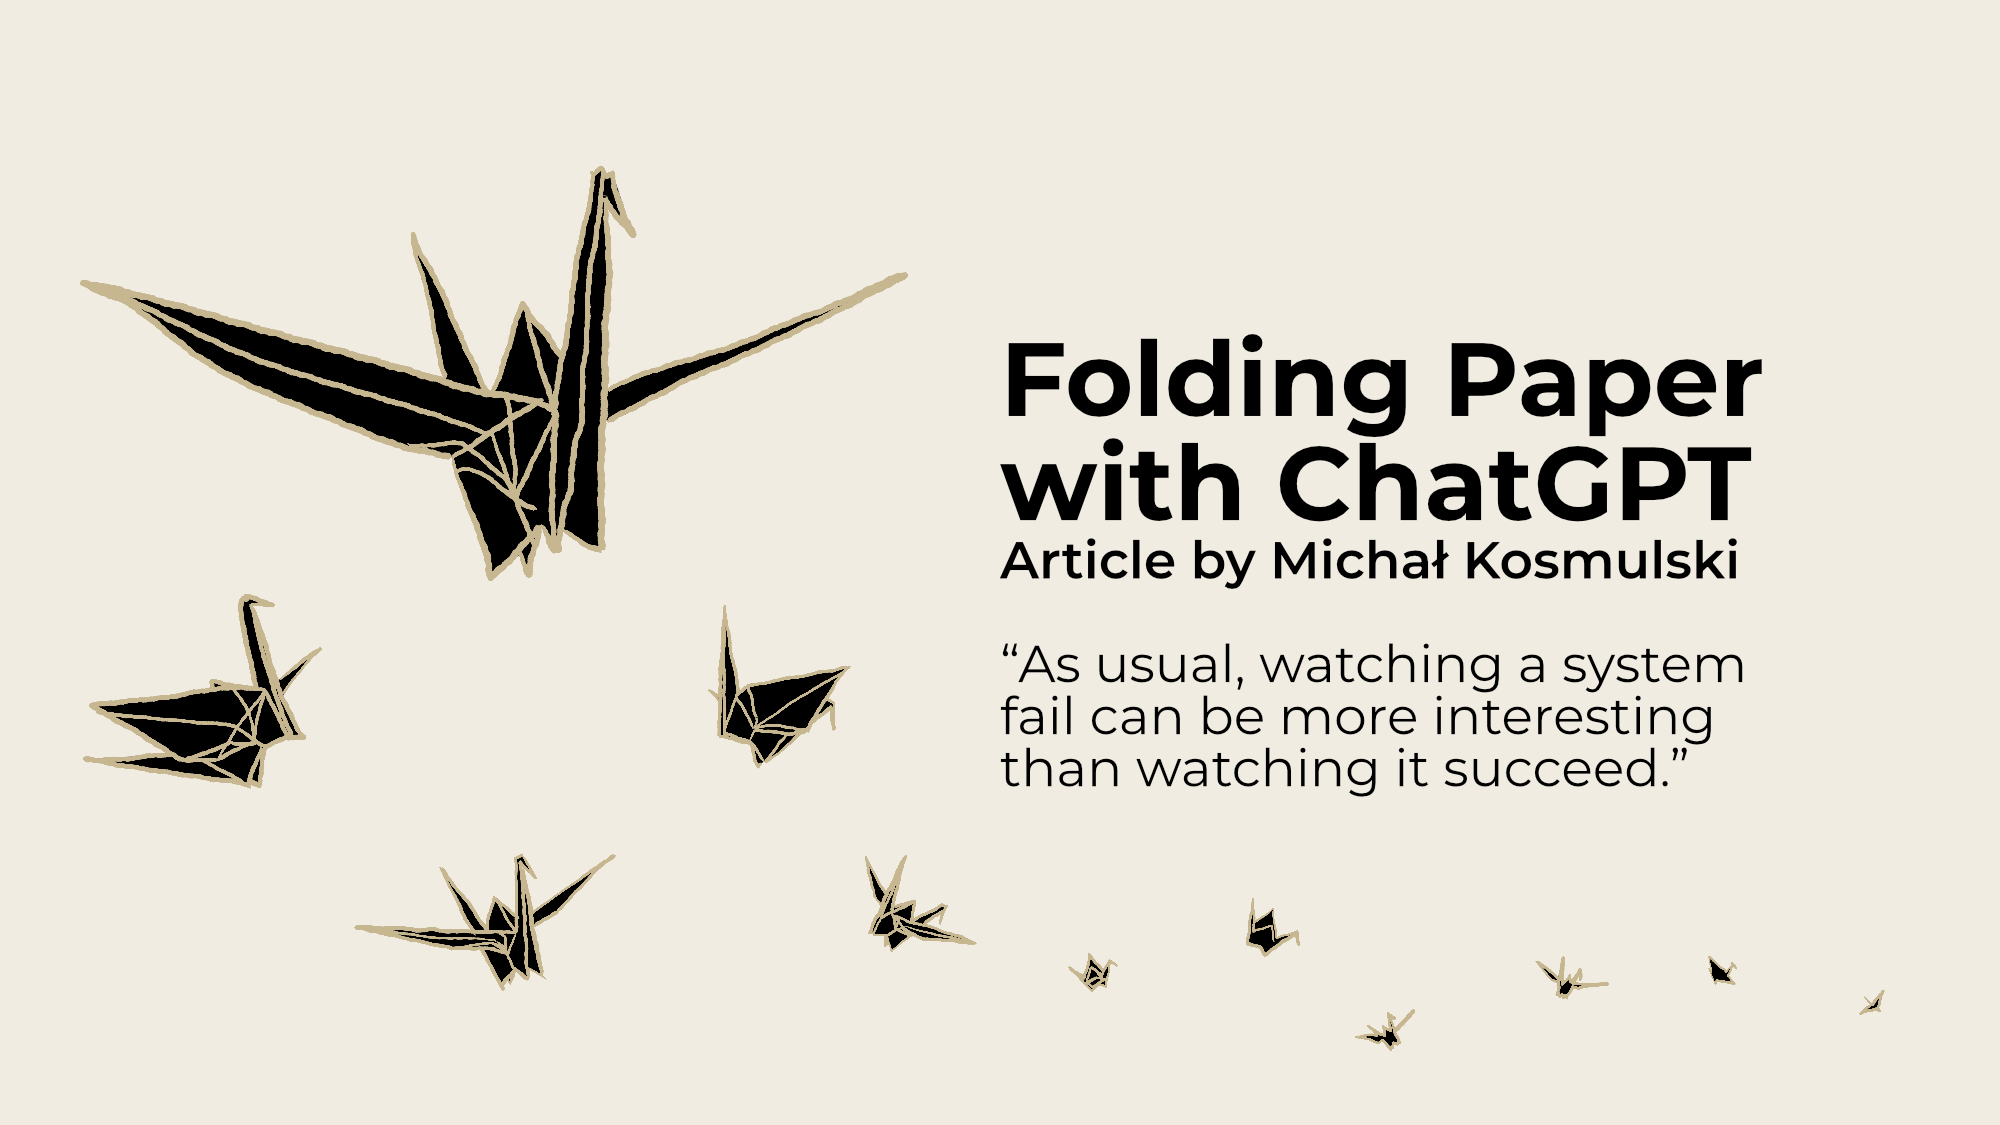 Folding Paper
with ChatGPT
Article by Michał Kosmulski
“As usual, watching a system
fail can be more interesting
than watching it succeed.”